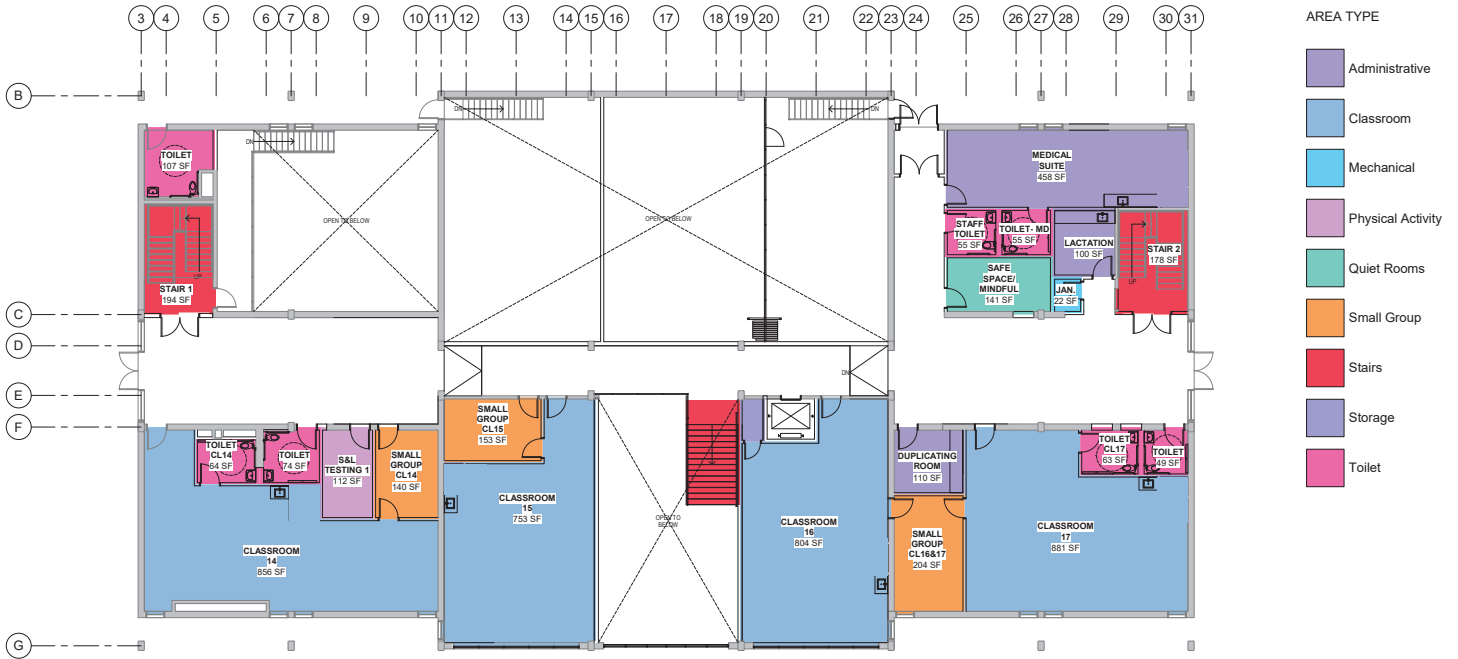 3 4 5 6 7 8 9 10 11 12 13 14 15 16 17 18 19 20 21 22 23 24 25 26 27 28 29 30 31
AREA TYPE
Administrative
Classroom
Mechanical
Physical Activity
Quiet Rooms
Small Group
Stairs
Storage
Toilet
B
C
D
E
F
G
DN
DN
DN
TOILET
107 SF
OPEN TO BELOW
OPEN TO BELOW
MEDICAL
SUITE
458 SF
STAFF
TOILET
55 SF
TOILET- MD
55 SF
LACTATION
100 SF
STAIR 2
178 SF
UP
UP
STAIR 1
194 SF
SAFE
SPACE/
MINDFUL
141 SF
JAN.
22 SF
DN
SMALL
GROUP
CL15
153 SF
TOILET
CL14
64 SF
TOILET
74 SF
S&L
TESTING 1
112 SF
SMALL
GROUP
CL14
140 SF
DUPLICATING
ROOM
110 SF
TOILET
CL17
63 SF
TOILET
49 SF
CLASSROOM
15
753 SF
OPEN TO
BELOW
CLASSROOM
16
804 SF
SMALL
GROUP
CL16&17
204 SF
CLASSROOM
17
881 SF
CLASSROOM
14
856 SF